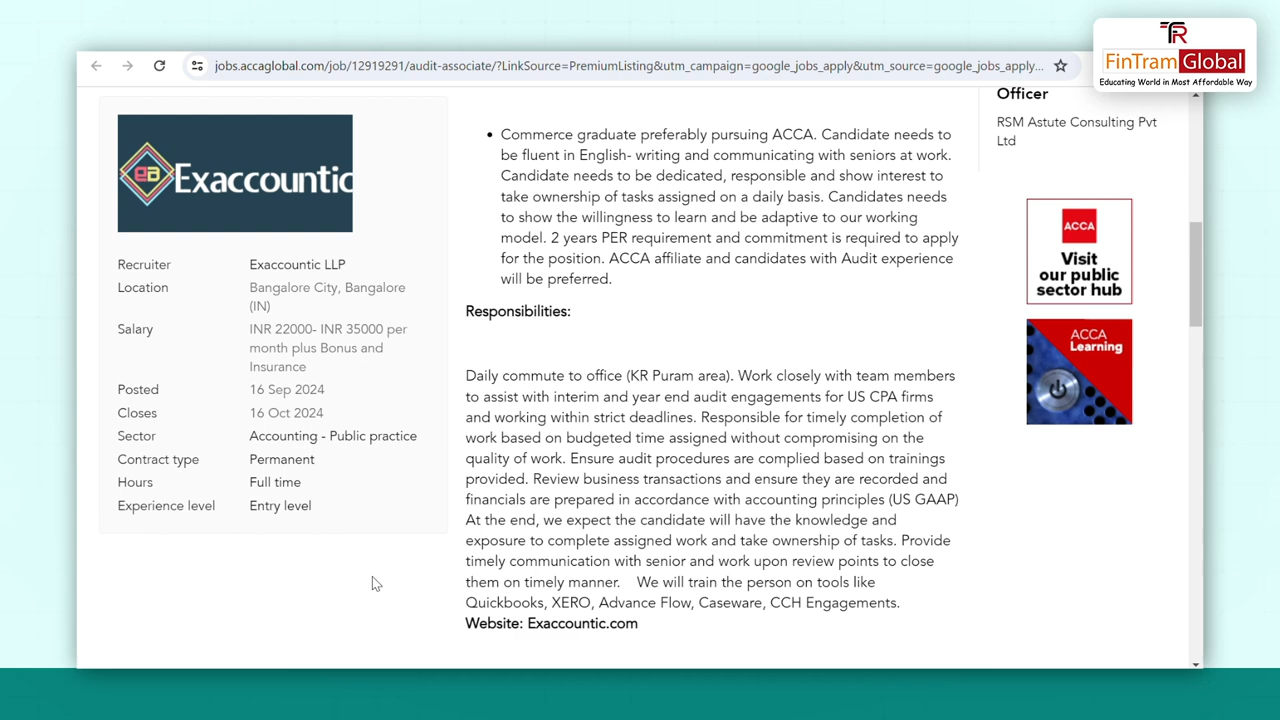 jobs.accaglobal.com/job/12919291/audit-associate/?LinkSource=PremiumListing&utm_campaign=google_jobs_apply&utm_source=google_jobs_apply...
FR
FinTram Global
Educating World in Most Affordable Way
ea Exaccountic
Recruiter Exaccountic LLP
Location Bangalore City, Bangalore
(IN)
Salary INR 22000- INR 35000 per
month plus Bonus and
Insurance
Posted 16 Sep 2024
Closes 16 Oct 2024
Sector Accounting - Public practice
Contract type Permanent
Hours Full time
Experience level Entry level
• Commerce graduate preferably pursuing ACCA. Candidate needs to
be fluent in English- writing and communicating with seniors at work.
Candidate needs to be dedicated, responsible and show interest to
take ownership of tasks assigned on a daily basis. Candidates needs
to show the willingness to learn and be adaptive to our working
model. 2 years PER requirement and commitment is required to apply
for the position. ACCA affiliate and candidates with Audit experience
will be preferred.
Responsibilities:
Daily commute to office (KR Puram area). Work closely with team members
to assist with interim and year end audit engagements for US CPA firms
and working within strict deadlines. Responsible for timely completion of
work based on budgeted time assigned without compromising on the
quality of work. Ensure audit procedures are complied based on trainings
provided. Review business transactions and ensure they are recorded and
financials are prepared in accordance with accounting principles (US GAAP)
At the end, we expect the candidate will have the knowledge and
exposure to complete assigned work and take ownership of tasks. Provide
timely communication with senior and work upon review points to close
them on timely manner. We will train the person on tools like
Quickbooks, XERO, Advance Flow, Caseware, CCH Engagements.
Website: Exaccountic.com
Officer
RSM Astute Consulting Pvt
Ltd
ACCA
Visit
our public
sector hub
ACCA
Learning